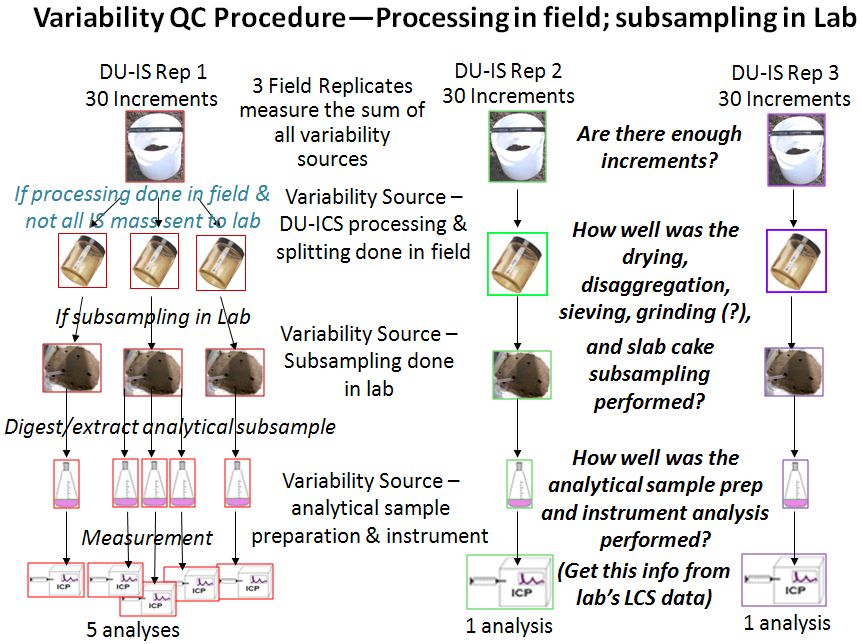 Variability QC Procedure—Processing in field; subsampling in Lab
DU-IS Rep 1
30 Increments
3 Field Replicates
measure the sum of
all variability
sources
DU-IS Rep 2
30 Increments
DU-IS Rep 3
30 Increments
Are there enough
increments?
If processing done in field &
not all IS mass sent to lab
Variability Source –
DU-ICS processing &
splitting done in field
How well was the
drying,
disaggregation,
sieving, grinding (?),
If subsampling in Lab
Variability Source –
Subsampling done
in lab
and slab cake
subsampling
performed?
Digest/extract analytical subsample
Variability Source –
analytical sample
preparation & instrument
How well was the
analytical sample prep
and instrument analysis
performed?
(Get this info from
lab's LCS data)
Measurement
ICP
ICP
ICP
ICP
ICP
ICP
ICP
5 analyses
1 analysis
1 analysis